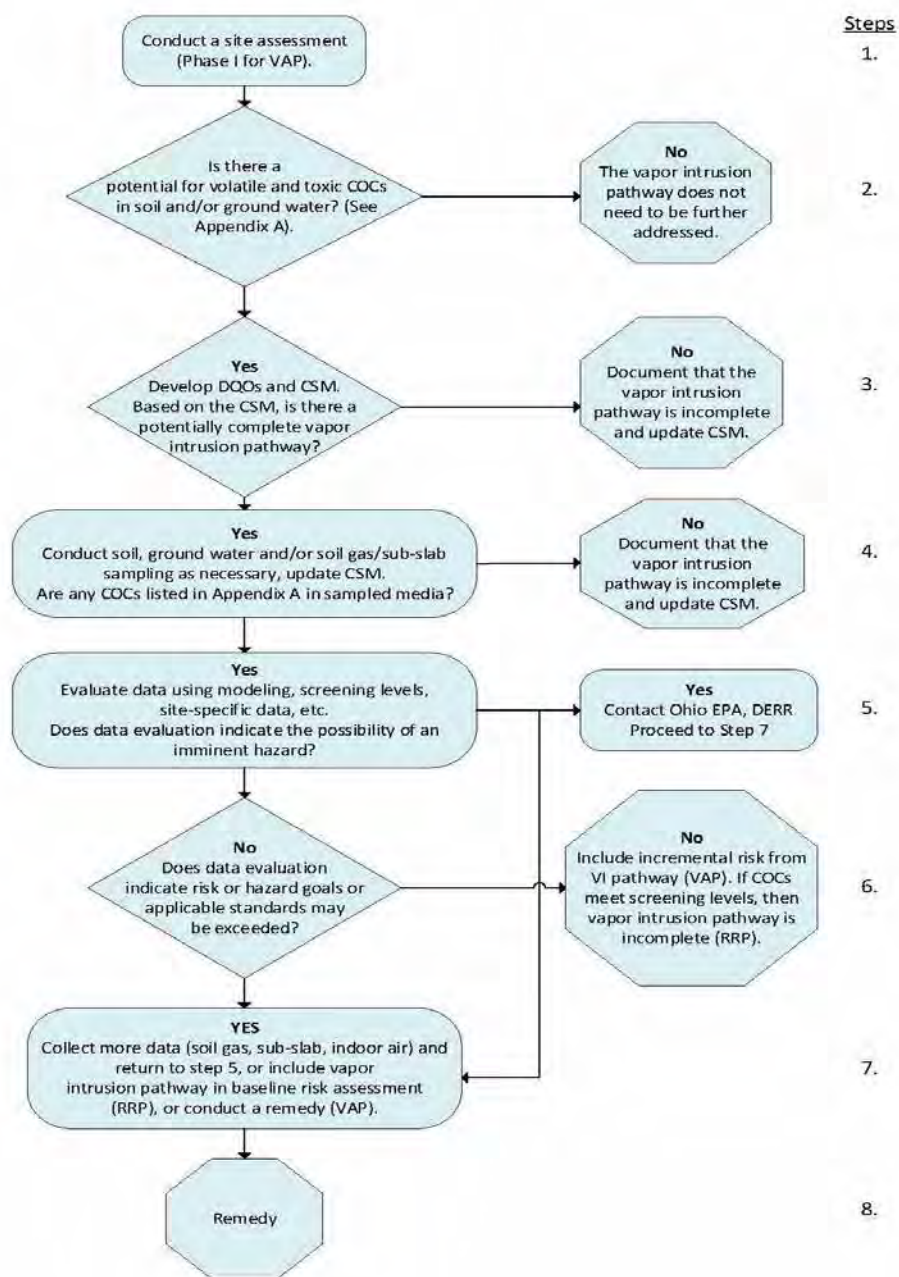 Steps
Conduct a site assessment
(Phase I for VAP).
1.
Is there a
potential for volatile and toxic COCs
in soil and/or ground water? (See
Appendix A).
No
The vapor intrusion
pathway does not
need to be further
addressed.
2.
Yes
Develop DQOs and CSM.
Based on the CSM, is there a
potentially complete vapor
intrusion pathway?
No
Document that the
vapor intrusion
pathway is incomplete
and update CSM.
3.
Yes
Conduct soil, ground water and/or soil gas/sub-slab
sampling as necessary, update CSM.
Are any COCs listed in Appendix A in sampled media?
No
Document that the
vapor intrusion
pathway is incomplete
and update CSM.
4.
Yes
Evaluate data using modeling, screening levels,
site-specific data, etc.
Does data evaluation indicate the possibility of an
imminent hazard?
Yes
Contact Ohio EPA, DERR
Proceed to Step 7
5.
No
Does data evaluation
indicate risk or hazard goals or
applicable standards may
be exceeded?
No
Include incremental risk from
VI pathway (VAP). If COCs
meet screening levels, then
vapor intrusion pathway is
incomplete (RRP).
6.
YES
Collect more data (soil gas, sub-slab, indoor air) and
return to step 5, or include vapor
intrusion pathway in baseline risk assessment
(RRP), or conduct a remedy (VAP).
7.
Remedy
8.